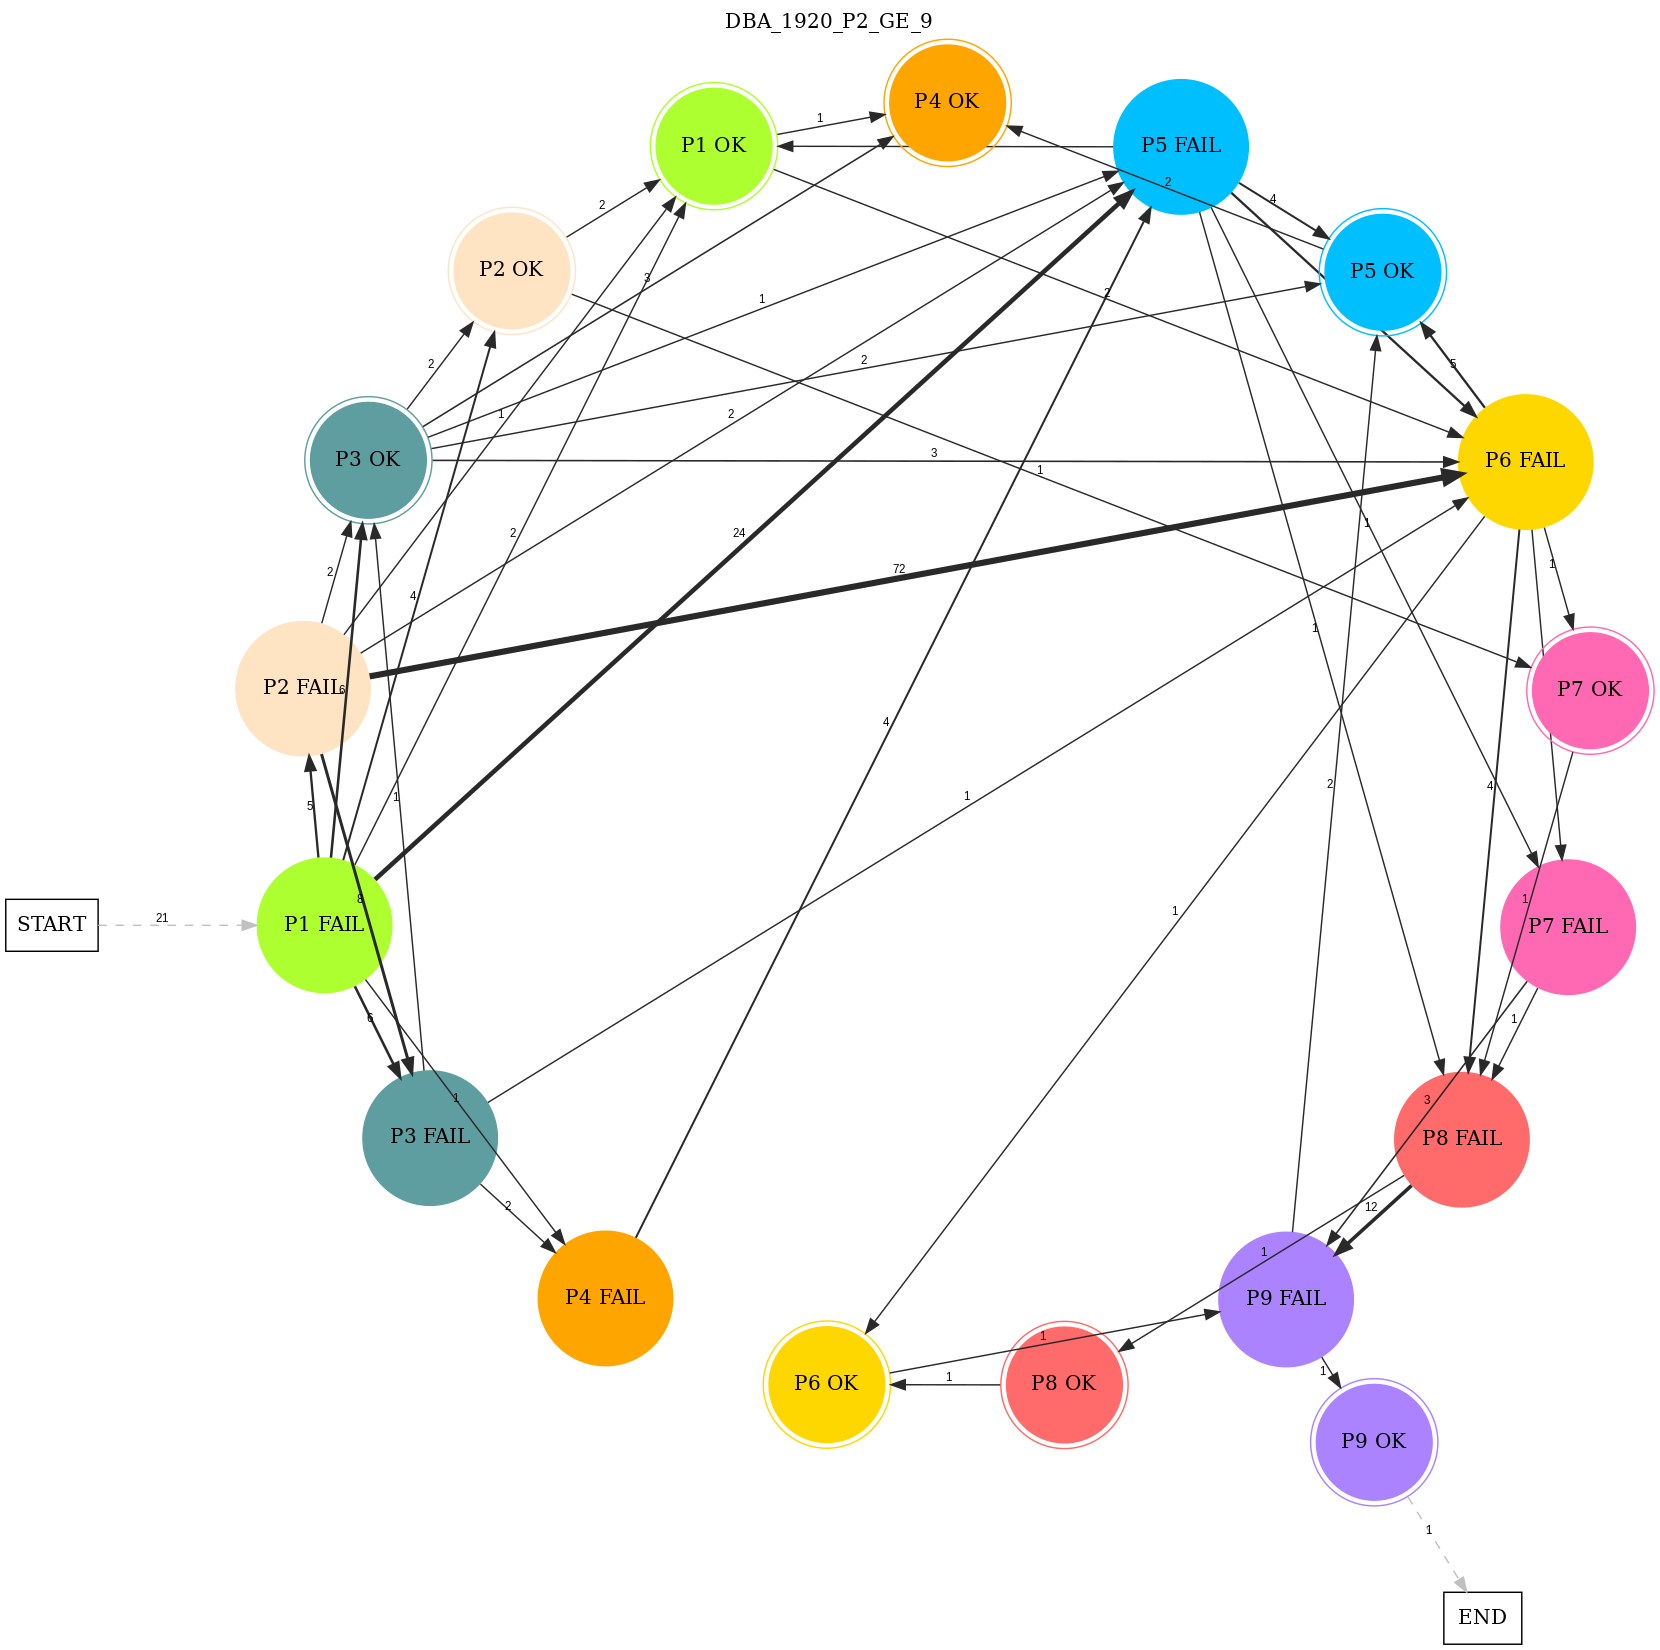 DBA_1920_P2_GE_9
P4 OK
P1 OK
P5 FAIL
1
2
4
2
P2 OK
P5 OK
3
2
1
2
2
5
1
2
P3 OK
3
P6 FAIL
1
2
24
1
2
72
1
4
1
P2 FAIL
6
P7 OK
4
2
4
1
1
5
8
1
START
21
P1 FAIL
1
P7 FAIL
6
1
1
3
P3 FAIL
P8 FAIL
2
12
1
P4 FAIL
P9 FAIL
1
1
1
P6 OK
P8 OK
P9 OK
1
END